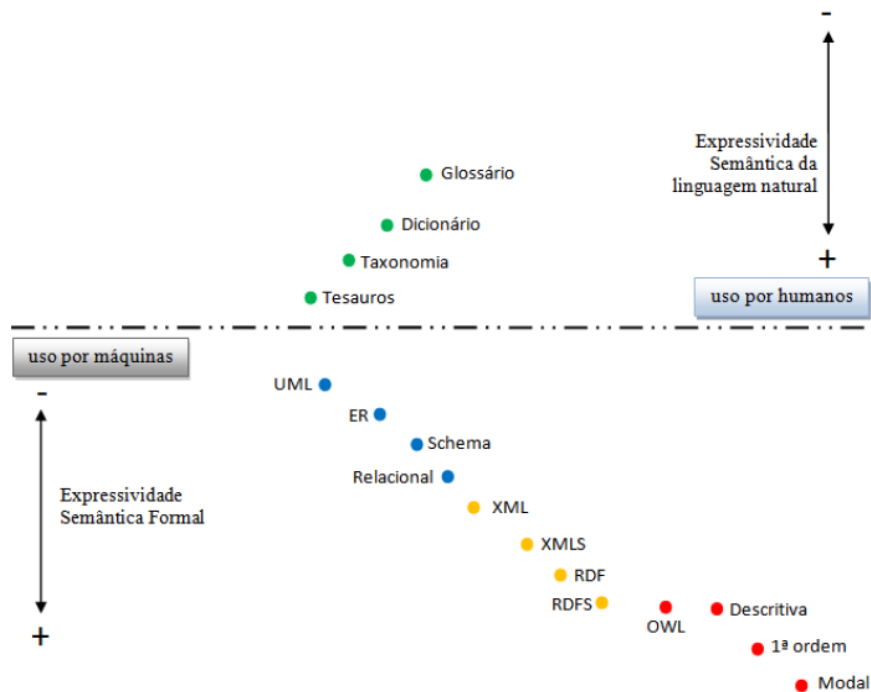 -
Expressividade
Semântica da
linguagem natural
Glossário
Dicionário
Taxonomia
+
Tesauros
uso por humanos
uso por máquinas
-
UML
ER
Schema
Relacional
Expressividade
Semântica Formal
XML
XMLS
RDF
RDFS
OWL
Descritiva
+
1ª ordem
Modal